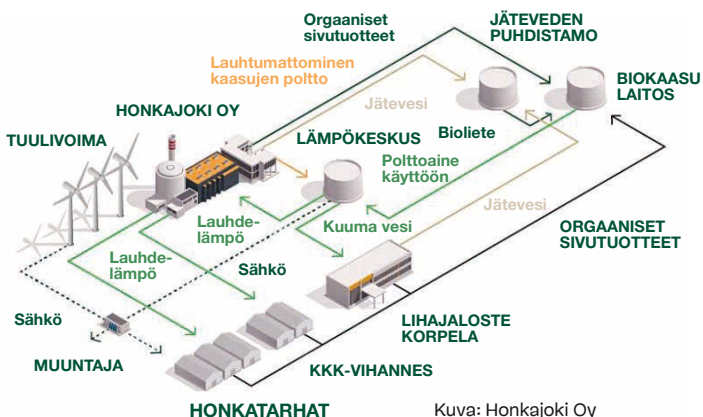 Orgaaniset
sivutuotteet
JÄTEVEDEN
PUHDISTAMO
Lauhtumattominen
kaasujen poltto
BIOKAASU
LAITOS
HONKAJOKI OY
Jätevesi
TUULIVOIMA
LÄMPÖKESKUS
Bioliete
Polttoaine
käyttöön
Jätevesi
Lauhde-
lämpö
Kuuma vesi
ORGAANISET
SIVUTUOTTEET
Lauhde-
lämpö
Sähkö
Sähkö
LIHAJALOSTE
KORPELA
MUUNTAJA
KKK-VIHANNES
HONKATARHAT
Kuva: Honkajoki Oy